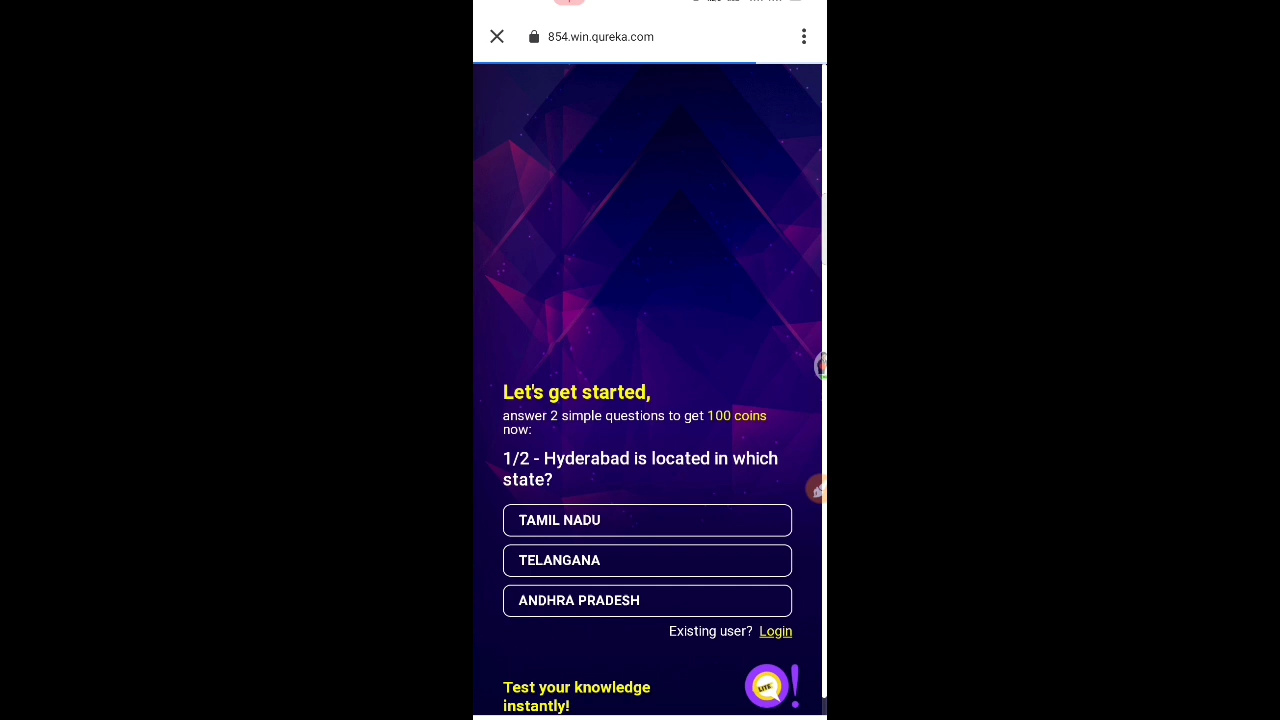 854.win.qureka.com
Let's get started,
answer 2 simple questions to get 100 coins
now:
1/2 - Hyderabad is located in which
state?
TAMIL NADU
TELANGANA
ANDHRA PRADESH
Existing user? Login
Test your knowledge
instantly!
LITE